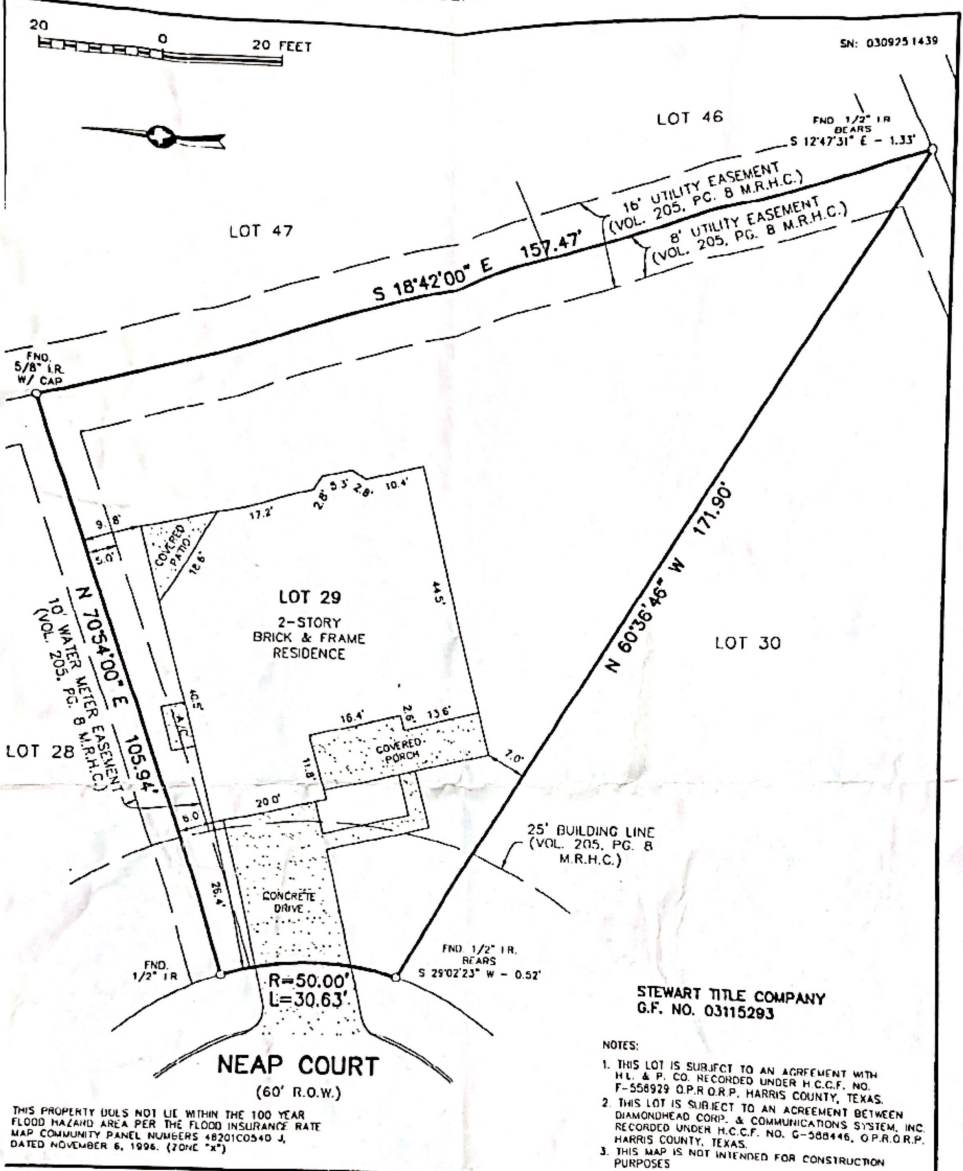 20 0 20 FEET
SN: 0309251439
LOT 46
FND 1/2" I R
BEARS
S 12°47'31" E - 1.33'
16' UTILITY EASEMENT
(VOL. 205, PG. 8 M.R.H.C.)
LOT 47
8' UTILITY EASEMENT
(VOL. 205, PG. 8 M.R.H.C.)
S 18°42'00" E 157.47'
FND.
5/8" I.R.
W/ CAP
2.8' 5.3' 2.8' 10.4'
17.2'
9.8'
5.0'
COVERED
PATIO
18.6'
N 70°54'00" E 105.94'
10' WATER METER EASEMENT
(VOL. 205, PG. 8 M.R.H.C.)
LOT 29
2-STORY
BRICK & FRAME
RESIDENCE
44.5'
N 60°36'46" W 171.90'
LOT 30
40.5'
A/C
LOT 28
16.4'
2.6'
13.6'
COVERED
PORCH
11.8'
7.0'
20.0'
25' BUILDING LINE
(VOL. 205, PG. 8
M.R.H.C.)
26.4'
CONCRETE
DRIVE
FND.
1/2" I R
FND. 1/2" I R.
BEARS
S 29°02'23" W - 0.52'
R=50.00'
L=30.63'
STEWART TITLE COMPANY
G.F. NO. 03115293
NEAP COURT
(60' R.O.W.)
NOTES:
1. THIS LOT IS SUBJECT TO AN AGREEMENT WITH
H.L. & P. CO. RECORDED UNDER H.C.C.F. NO.
F-558929 O.P.R.O.R.P. HARRIS COUNTY, TEXAS.
2. THIS LOT IS SUBJECT TO AN AGREEMENT BETWEEN
DIAMONDHEAD CORP. & COMMUNICATIONS SYSTEM, INC.
RECORDED UNDER H.C.C.F. NO. G-588446, O.P.R.O.R.P.
HARRIS COUNTY, TEXAS.
3. THIS MAP IS NOT INTENDED FOR CONSTRUCTION
PURPOSES
THIS PROPERTY DOES NOT LIE WITHIN THE 100 YEAR
FLOOD HAZARD AREA PER THE FLOOD INSURANCE RATE
MAP COMMUNITY PANEL NUMBERS 48201C0540 J,
DATED NOVEMBER 6, 1996. (ZONE "X")